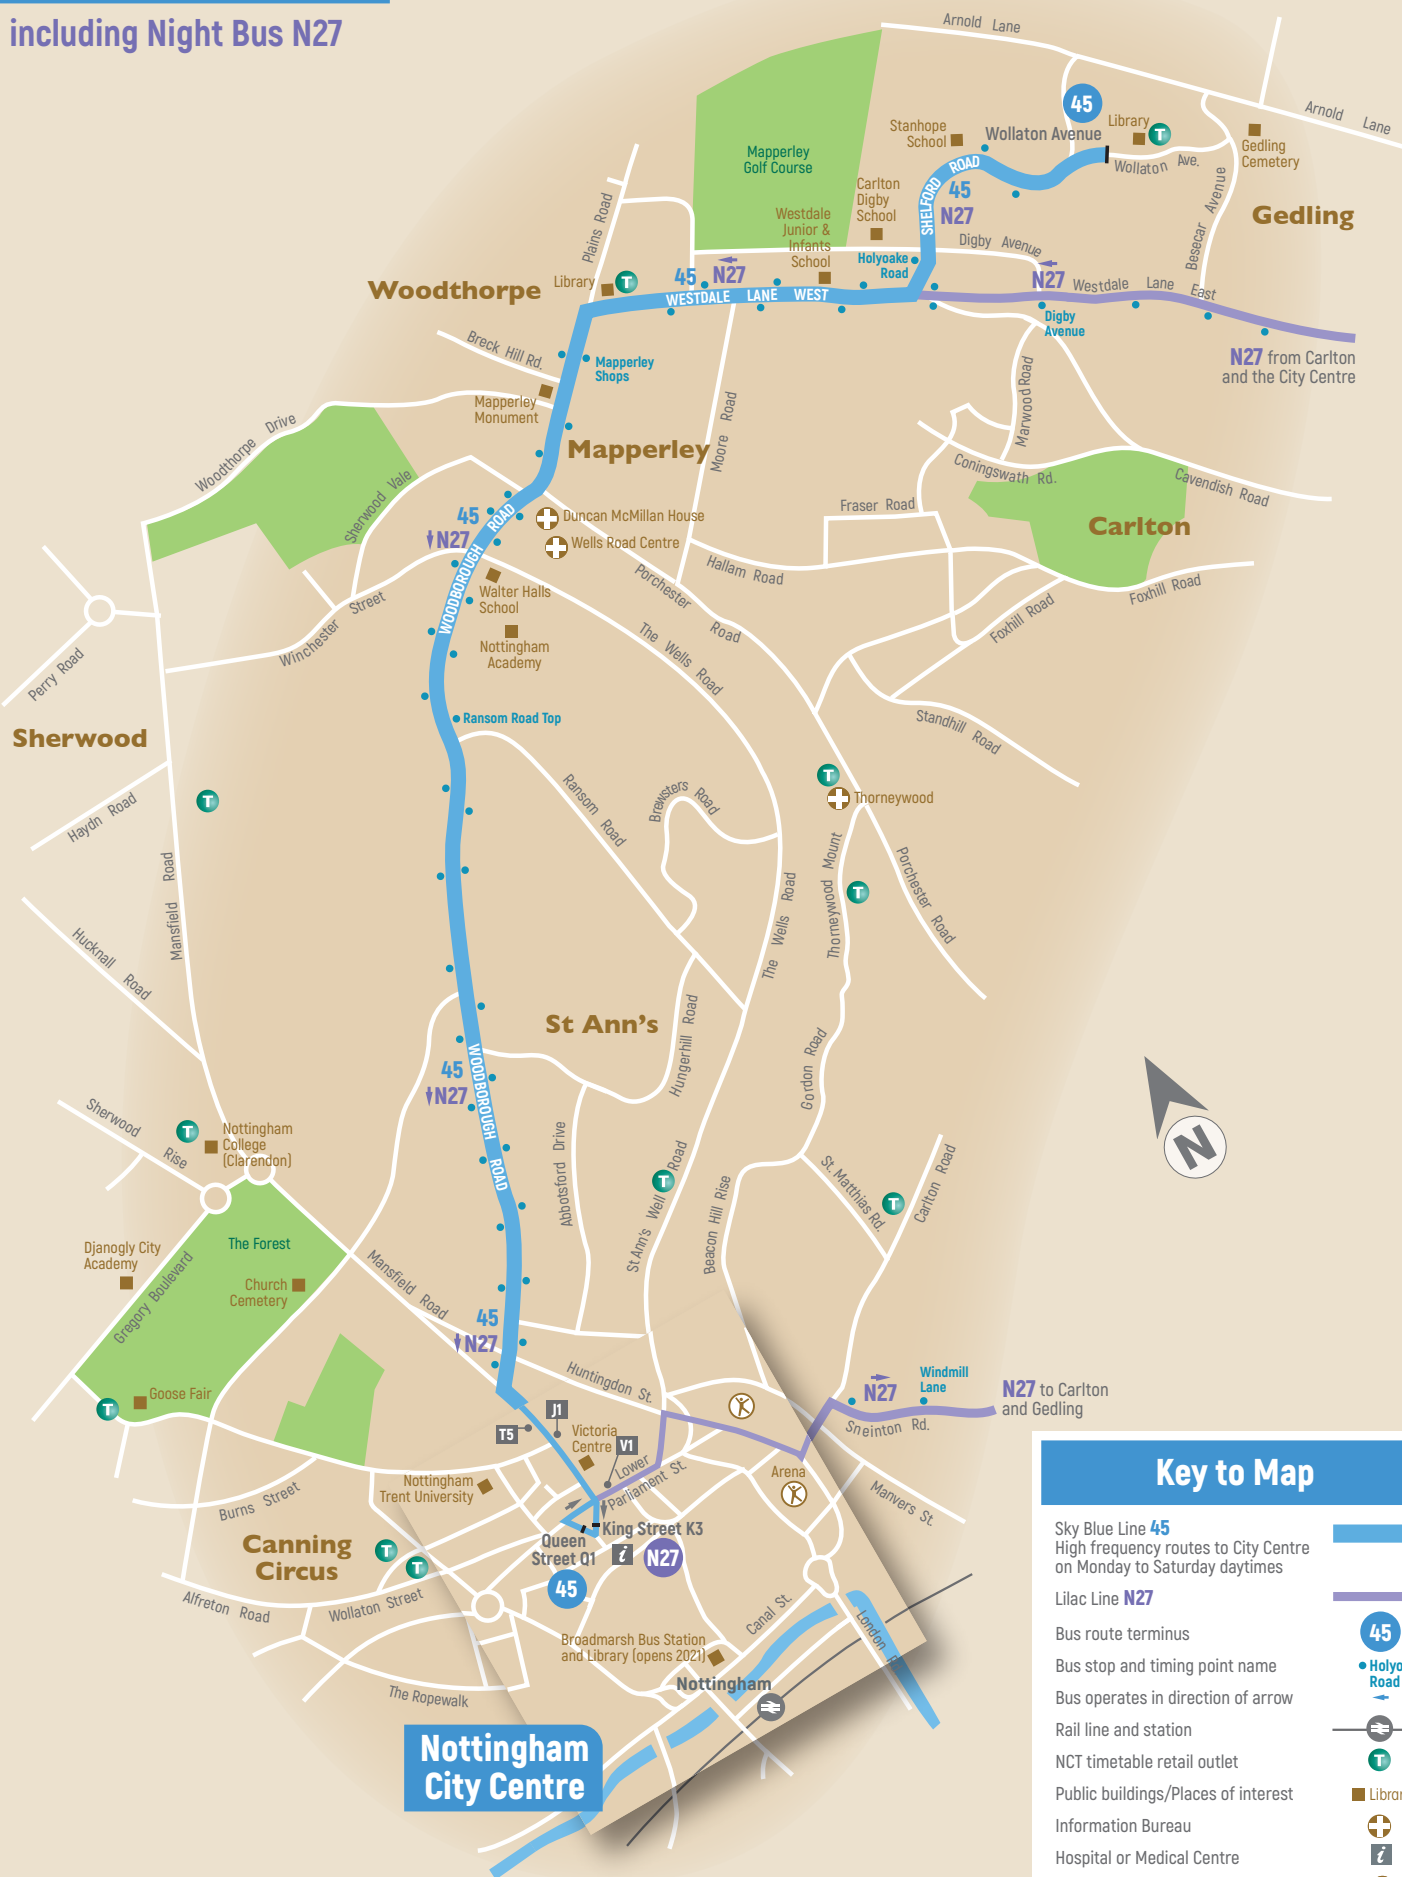 including Night Bus N27
Arnold Lane
Arnold Lane
45
Library
T
Stanhope
School
Wollaton Avenue
Gedling
Cemetery
Wollaton Ave.
Mapperley
Golf Course
SHELFORD ROAD
45
N27
Carlton
Digby
School
Besecar Avenue
Gedling
Westdale
Junior &
Infants
School
Plains Road
Digby Avenue
Holyoake
Road
Woodthorpe
Library
T
45
N27
WESTDALE LANE WEST
N27
Westdale Lane East
Digby
Avenue
Breck Hill Rd.
Mapperley
Shops
N27 from Carlton
and the City Centre
Mapperley
Monument
Moore Road
Marwood Road
Woodthorpe Drive
Mapperley
Sherwood Vale
Coningswath Rd.
Cavendish Road
Fraser Road
Carlton
45
N27
WOODBOROUGH ROAD
Duncan McMillan House
Wells Road Centre
Hallam Road
Porchester Road
Walter Halls
School
Foxhill Road
Foxhill Road
Winchester Street
Nottingham
Academy
The Wells Road
Perry Road
Sherwood
Ransom Road Top
Standhill Road
T
Haydn Road
Ransom Road
Brewsters Road
T
Thorneywood
Mansfield Road
Thorneywood Mount
T
Porchester Road
The Wells Road
Hucknall Road
St Ann's
Hungerhill Road
Gordon Road
45
N27
WOODBOROUGH ROAD
N
Sherwood Rise
T
Nottingham
College
(Clarendon)
Abbotsford Drive
St Ann's Well Road
T
Beacon Hill Rise
St. Matthias Rd.
T
Carlton Road
Djanogly City
Academy
The Forest
Gregory Boulevard
Church
Cemetery
Mansfield Road
45
N27
Huntingdon St.
Goose Fair
T
N27
Windmill
Lane
N27 to Carlton
and Gedling
Sneinton Rd.
J1
T5
Victoria
Centre
V1
Lower
Parliament St.
Nottingham
Trent University
Arena
Manvers St.
Burns Street
King Street K3
Queen
Street Q1
i
N27
45
Canning
Circus
T
T
Alfreton Road
Wollaton Street
Canal St.
London
Broadmarsh Bus Station
and Library (opens 2021)
Nottingham
The Ropewalk
Nottingham
City Centre
Key to Map
Sky Blue Line 45
High frequency routes to City Centre
on Monday to Saturday daytimes
Lilac Line N27
Bus route terminus
45
Bus stop and timing point name
Holyo
Road
Bus operates in direction of arrow
Rail line and station
NCT timetable retail outlet
T
Public buildings/Places of interest
Librar
Information Bureau
Hospital or Medical Centre
i